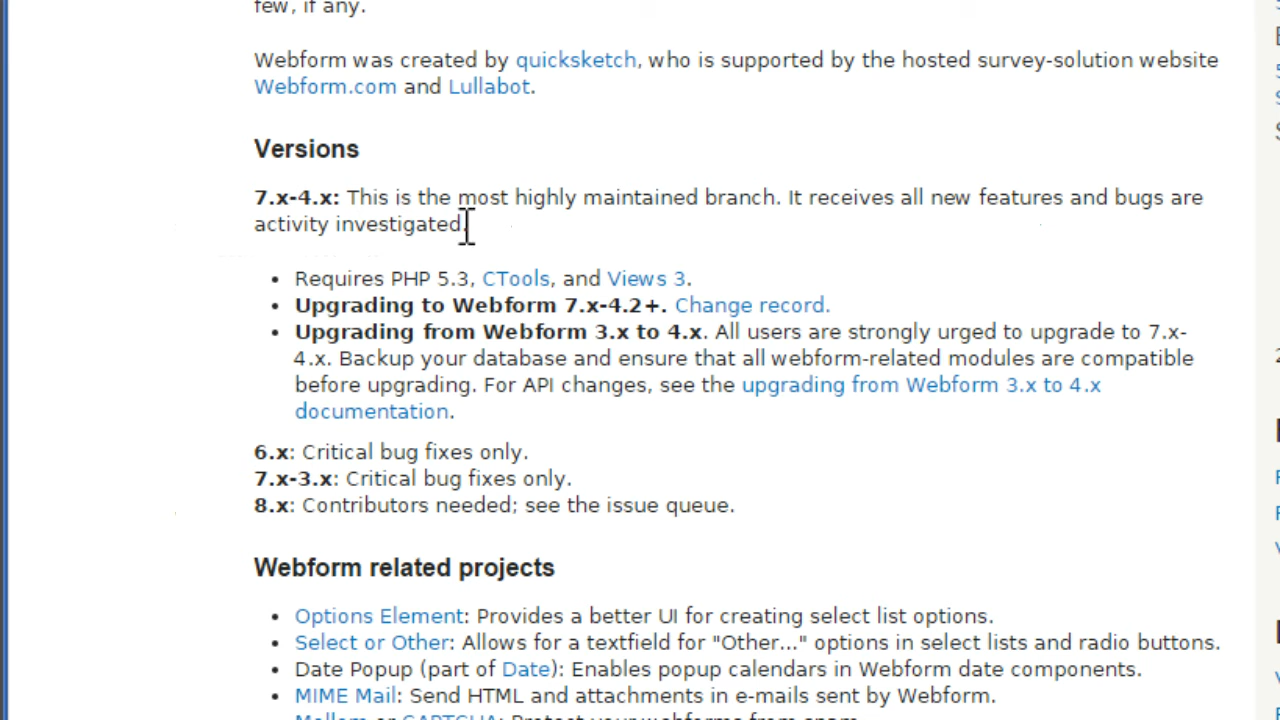 few, if any.
Webform was created by quicksketch, who is supported by the hosted survey-solution website
Webform.com and Lullabot.
Versions
7.x-4.x: This is the most highly maintained branch. It receives all new features and bugs are
activity investigated.
• Requires PHP 5.3, CTools, and Views 3.
• Upgrading to Webform 7.x-4.2+. Change record.
• Upgrading from Webform 3.x to 4.x. All users are strongly urged to upgrade to 7.x-
4.x. Backup your database and ensure that all webform-related modules are compatible
before upgrading. For API changes, see the upgrading from Webform 3.x to 4.x
documentation.
6.x: Critical bug fixes only.
7.x-3.x: Critical bug fixes only.
8.x: Contributors needed; see the issue queue.
Webform related projects
• Options Element: Provides a better UI for creating select list options.
• Select or Other: Allows for a textfield for "Other..." options in select lists and radio buttons.
• Date Popup (part of Date): Enables popup calendars in Webform date components.
• MIME Mail: Send HTML and attachments in e-mails sent by Webform.
Mollom or CAPTCHA: Protect your webforms from spam.